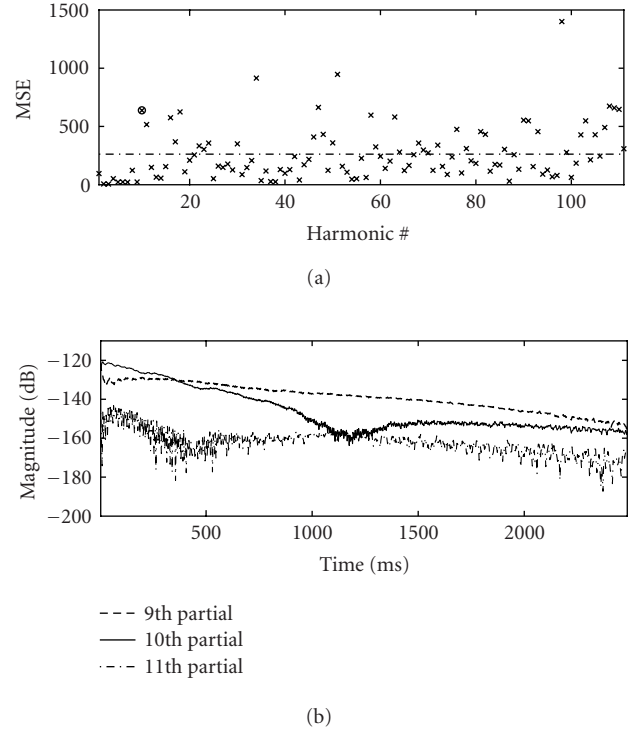 1500
1000
500
0
MSE
20
40
60
80
100
Harmonic #
(a)
−120
−140
−160
−180
−200
Magnitude (dB)
500
1000
1500
2000
Time (ms)
9th partial
10th partial
11th partial
(b)